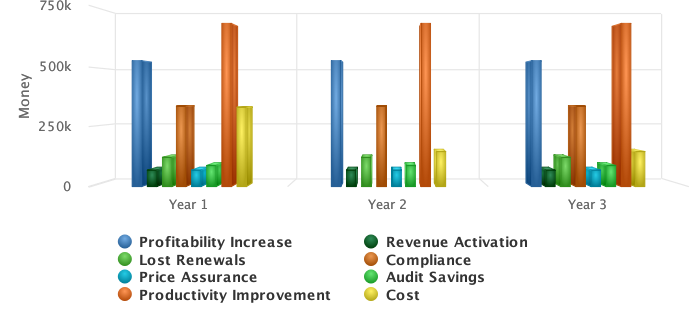 750k
500k
250k
0
Money
Year 1
Year 2
Year 3
Profitability Increase
Revenue Activation
Lost Renewals
Compliance
Price Assurance
Audit Savings
Productivity Improvement
Cost